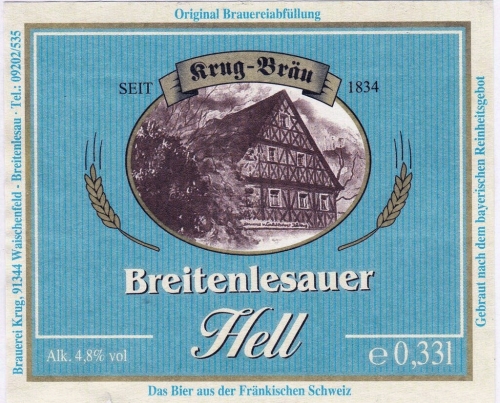 Original Brauereiabfüllung
Krug-Bräu
SEIT 1834
Breitenlesauer
Hell
Alk. 4,8% vol
e 0,33l
Das Bier aus der Fränkischen Schweiz
Brauerei Krug, 91344 Waischenfeld - Breitenlesau · Tel.: 09202/535
Gebraut nach dem bayerischen Reinheitsgebot